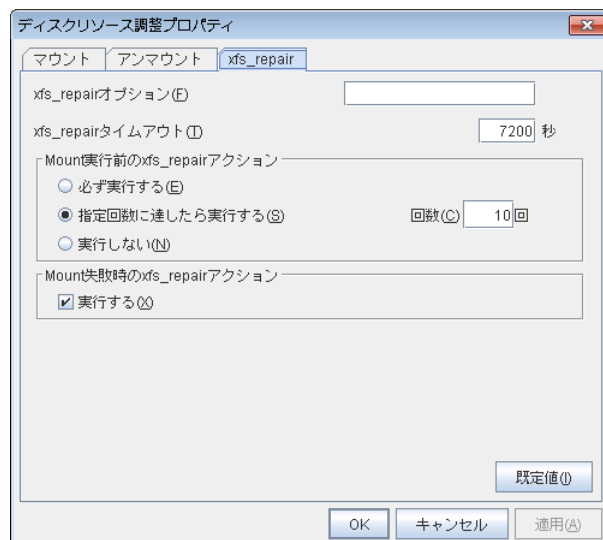 ディスクリソース調整プロパティ
マウント アンマウント xfs_repair
xfs_repairオプション(F)
xfs_repairタイムアウト(T) 7200 秒
Mount実行前のxfs_repairアクション
必ず実行する(E)
指定回数に達したら実行する(S) 回数(C) 10 回
実行しない(N)
Mount失敗時のxfs_repairアクション
実行する(X)
既定値(I)
OK キャンセル 適用(A)